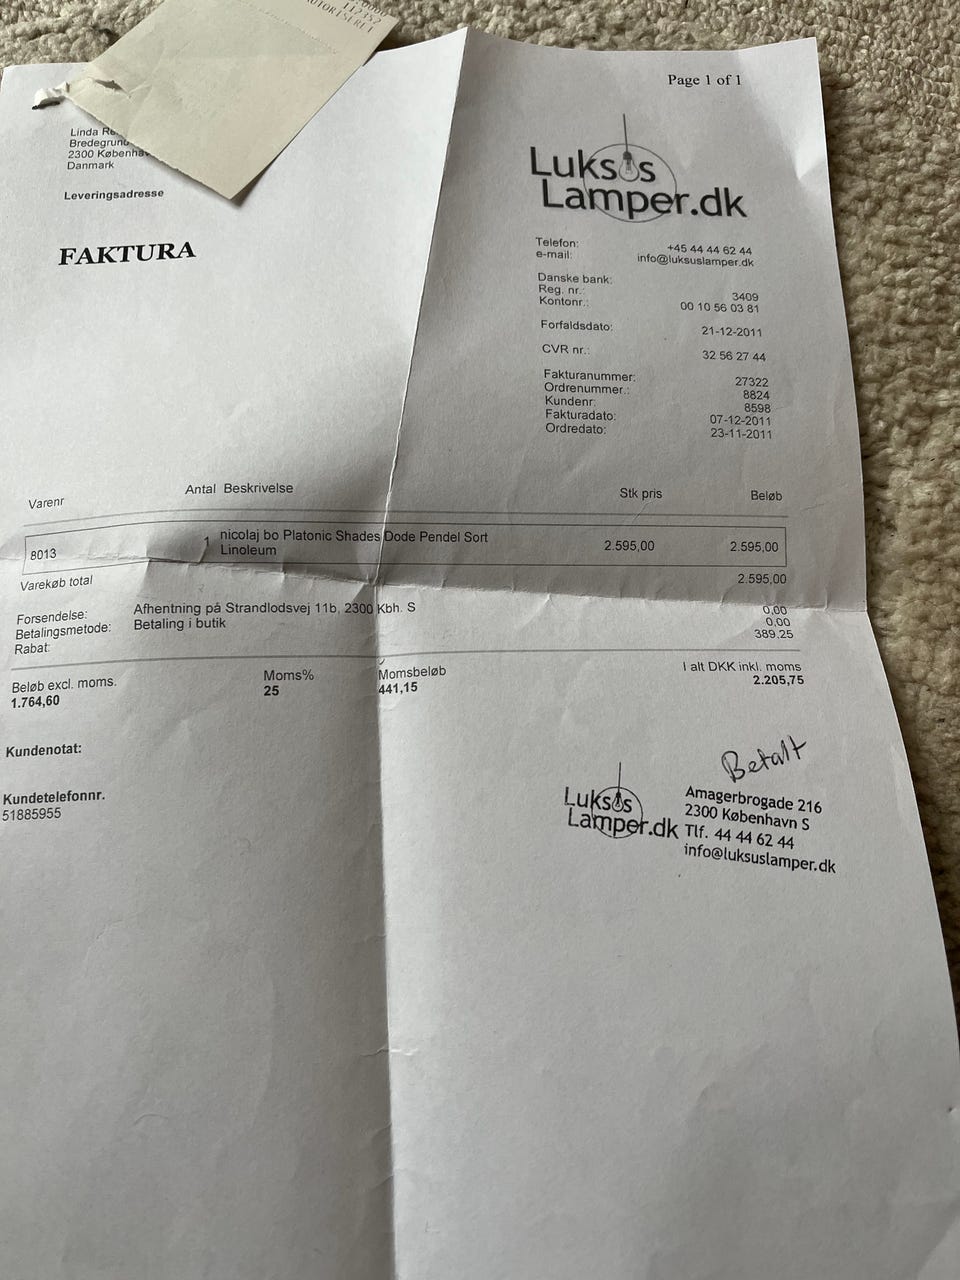 112352
AUTORISERET
Page 1 of 1
Linda
Bredegrund
2300 Københav
Danmark
Leveringsadresse
FAKTURA
Luksus
Lamper.dk
Telefon: +45 44 44 62 44
e-mail: info@luksuslamper.dk
Danske bank:
Reg. nr.: 3409
Kontonr.: 00 10 56 03 81
Forfaldsdato: 21-12-2011
CVR nr.: 32 56 27 44
Fakturanummer: 27322
Ordrenummer.: 8824
Kundenr: 8598
Fakturadato: 07-12-2011
Ordredato: 23-11-2011
Varenr Antal Beskrivelse Stk pris Beløb
8013 1 nicolaj bo Platonic Shades Dode Pendel Sort 2.595,00 2.595,00
Linoleum
Varekøb total 2.595,00
Forsendelse: Afhentning på Strandlodsvej 11b, 2300 Kbh. S 0,00
Betalingsmetode: Betaling i butik 0,00
Rabat: 389,25
Beløb excl. moms. Moms% Momsbeløb I alt DKK inkl. moms
1.764,60 25 441,15 2.205,75
Kundenotat:
Kundetelefonnr.
51885955
Betalt
Luksus
Lamper.dk
Amagerbrogade 216
2300 København S
Tlf. 44 44 62 44
info@luksuslamper.dk